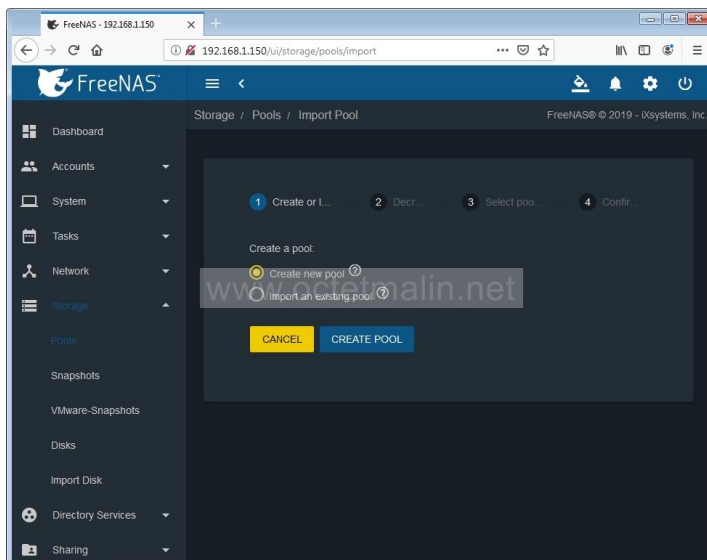 FreeNAS - 192.168.1.150
192.168.1.150/ui/storage/pools/import
FreeNAS
Storage / Pools / Import Pool
FreeNAS® © 2019 - iXsystems, Inc.
Dashboard
Accounts
System
Tasks
Network
Storage
Pools
Snapshots
VMware-Snapshots
Disks
Import Disk
Directory Services
Sharing
1 Create or I...
2 Decr...
3 Select poo...
4 Confir...
Create a pool:
Create new pool
Import an existing pool
www.octetmalin.net
CANCEL
CREATE POOL